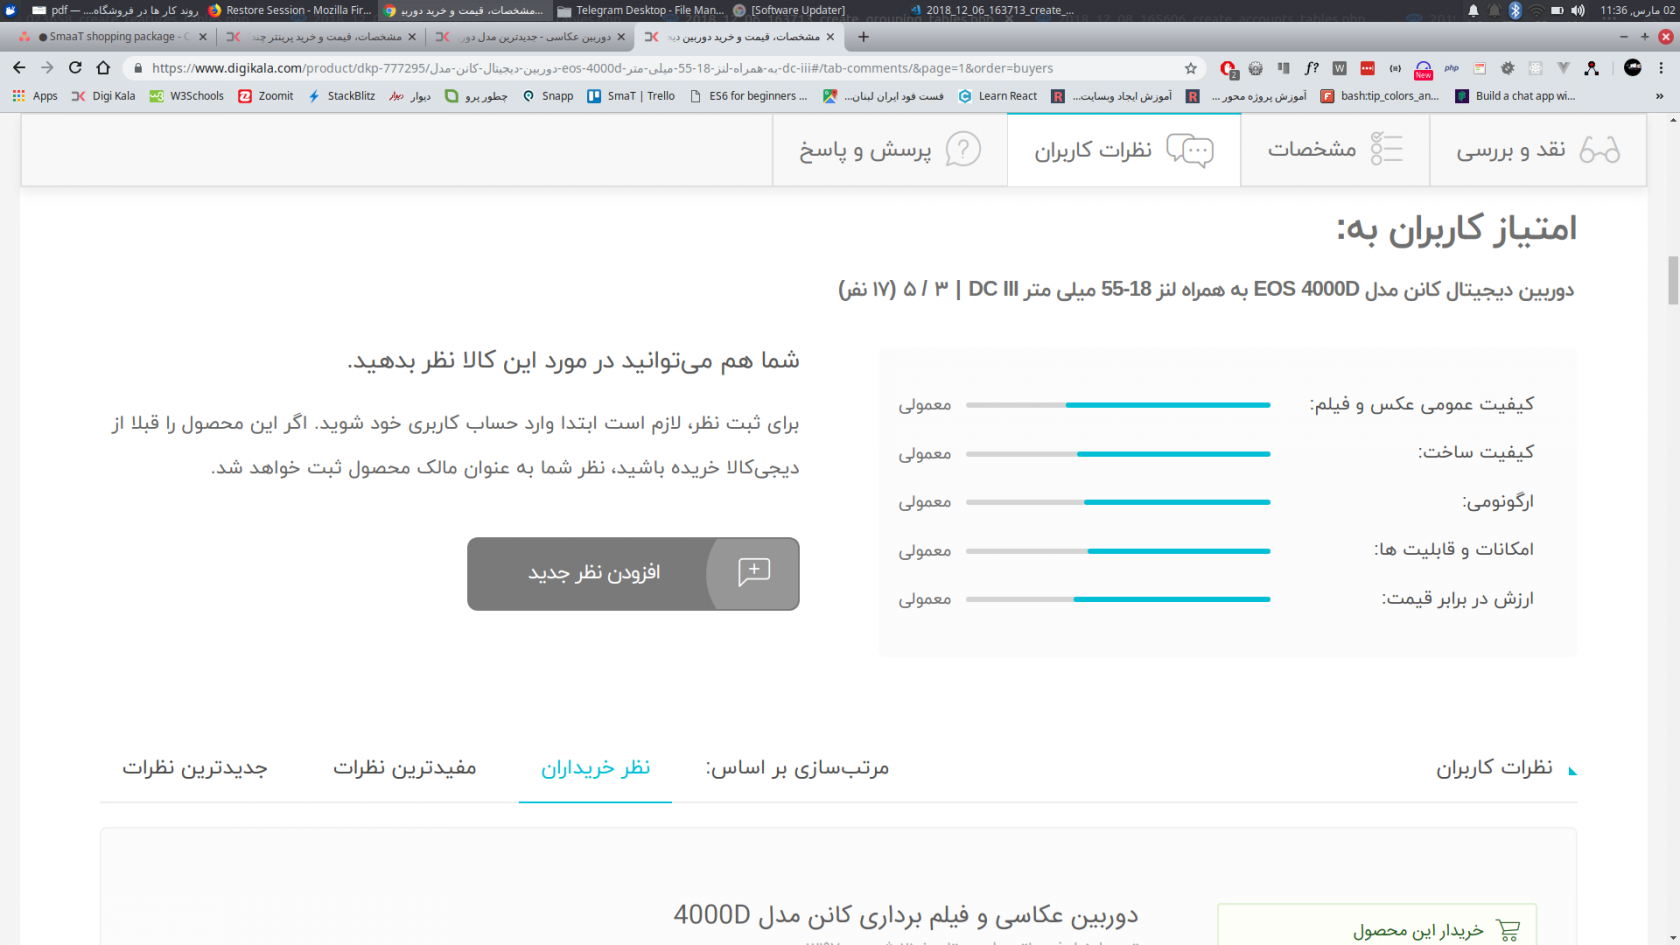 pdf — ....روند کار ها در فروشگاه
Restore Session - Mozilla Fir...
...مشخصات، قیمت و خرید دوربی
Telegram Desktop - File Man...
[Software Updater]
2018_12_06_163713_create_...
02 مارس, 11:36
● SmaaT shopping package - C
مشخصات، قیمت و خرید پرینتر چند
دوربین عکاسی - جدیدترین مدل دور
مشخصات، قیمت و خرید دوربین دیج
https://www.digikala.com/product/dkp-777295/دوربین-دیجیتال-کانن-مدل-eos-4000d-به-همراه-لنز-18-55-میلی-متر-dc-iii#/tab-comments/&page=1&order=buyers
Apps
Digi Kala
W3Schools
Zoomit
StackBlitz
دیوار
چطور پرو
Snapp
SmaT | Trello
ES6 for beginners ...
فست فود ایران لبنان...
Learn React
آموزش ایجاد وبسایت...
آموزش پروژه محور ...
bash:tip_colors_an...
Build a chat app wi...
»
نقد و بررسی
مشخصات
نظرات کاربران
پرسش و پاسخ
امتیاز کاربران به:
دوربین دیجیتال کانن مدل EOS 4000D به همراه لنز 18-55 میلی متر DC III | ۳ / ۵ (۱۷ نفر)
کیفیت عمومی عکس و فیلم: معمولی
کیفیت ساخت: معمولی
ارگونومی: معمولی
امکانات و قابلیت ها: معمولی
ارزش در برابر قیمت: معمولی
شما هم می‌توانید در مورد این کالا نظر بدهید.
برای ثبت نظر، لازم است ابتدا وارد حساب کاربری خود شوید. اگر این محصول را قبلا از
دیجی‌کالا خریده باشید، نظر شما به عنوان مالک محصول ثبت خواهد شد.
افزودن نظر جدید
نظرات کاربران
مرتب‌سازی بر اساس: نظر خریداران مفیدترین نظرات جدیدترین نظرات
خریدار این محصول
دوربین عکاسی و فیلم برداری کانن مدل 4000D